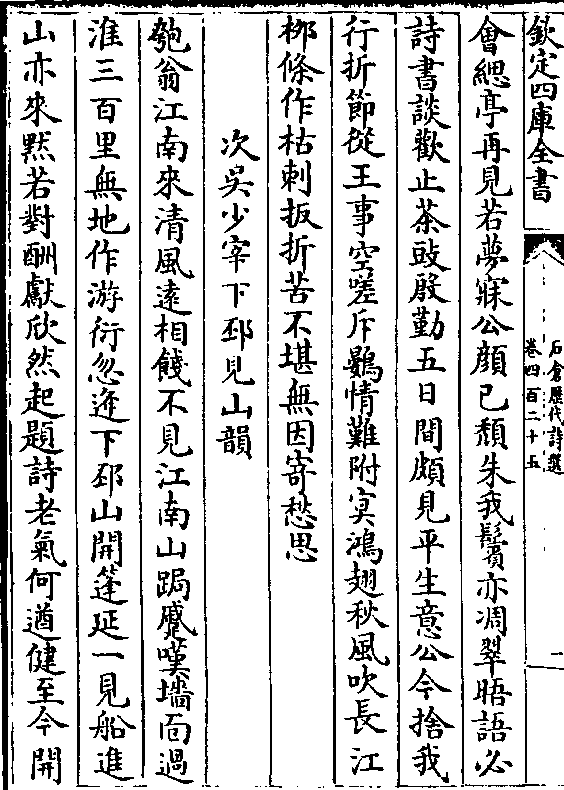 欽定四庫全書
石倉歷代詩選
卷四百二十五
二
會緦亭再見若夢寐公顔已頽朱我鬢亦凋翠晤語必
詩書談歡止茶豉殷勤五日間頗見平生意公今捨我
行折節從王事空嗟斥鷃情難附㝠鴻翅秋風吹長江
栁條作枯刺扳折苦不堪無因寄愁思
次吳少宰下邳見山韻
匏翁江南來清風遠相餞不見江南山跼蹙嘆墻面過
淮三百里無地作游衍忽逢下邳山開篷延一見船進
山亦來黙若對酬獻欣然起題詩老氣何遒健至今開